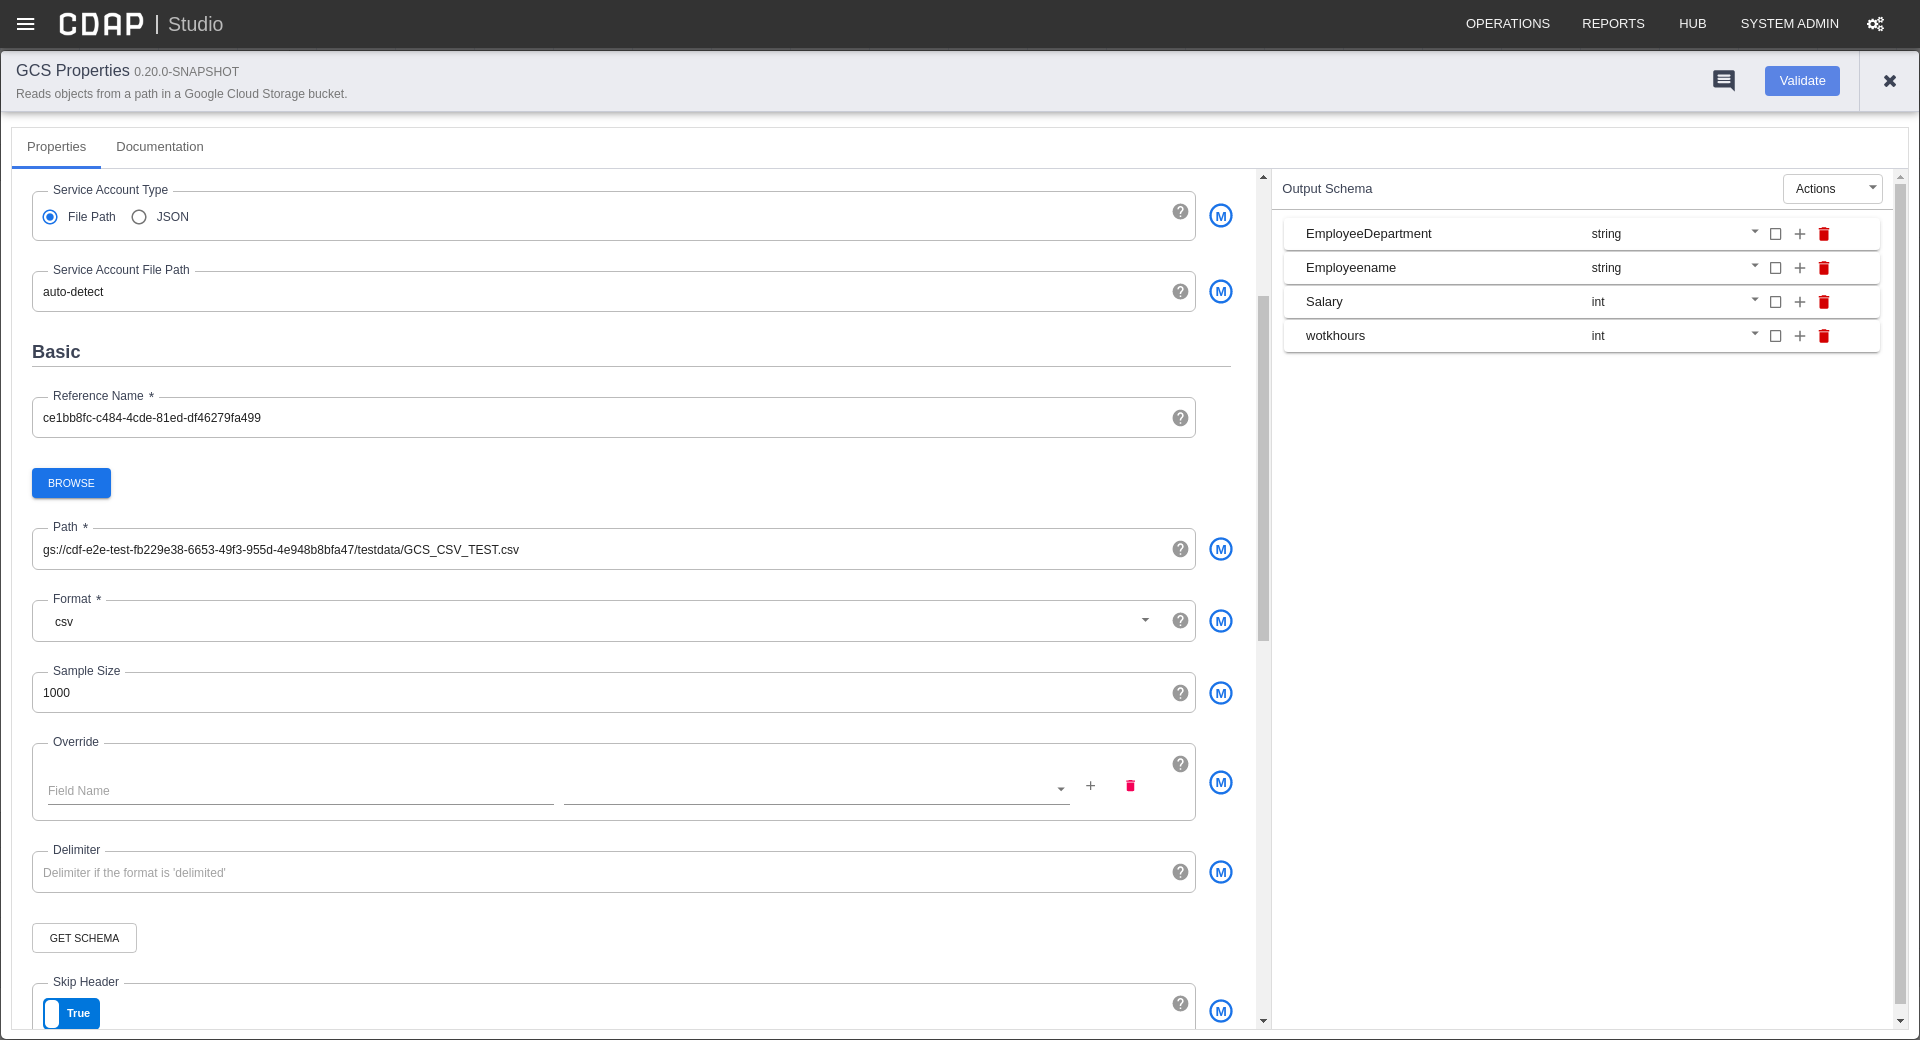 CDAP | Studio
OPERATIONS REPORTS HUB SYSTEM ADMIN
GCS Properties 0.20.0-SNAPSHOT
Reads objects from a path in a Google Cloud Storage bucket.
Validate
Properties Documentation
Service Account Type
File Path JSON
M
Service Account File Path
auto-detect
M
Basic
Reference Name *
ce1bb8fc-c484-4cde-81ed-df46279fa499
BROWSE
Path *
gs://cdf-e2e-test-fb229e38-6653-49f3-955d-4e948b8bfa47/testdata/GCS_CSV_TEST.csv
M
Format *
csv
M
Sample Size
1000
M
Override
Field Name
M
Delimiter
Delimiter if the format is 'delimited'
M
GET SCHEMA
Skip Header
True
M
Output Schema
Actions
EmployeeDepartment string
Employeename string
Salary int
wotkhours int